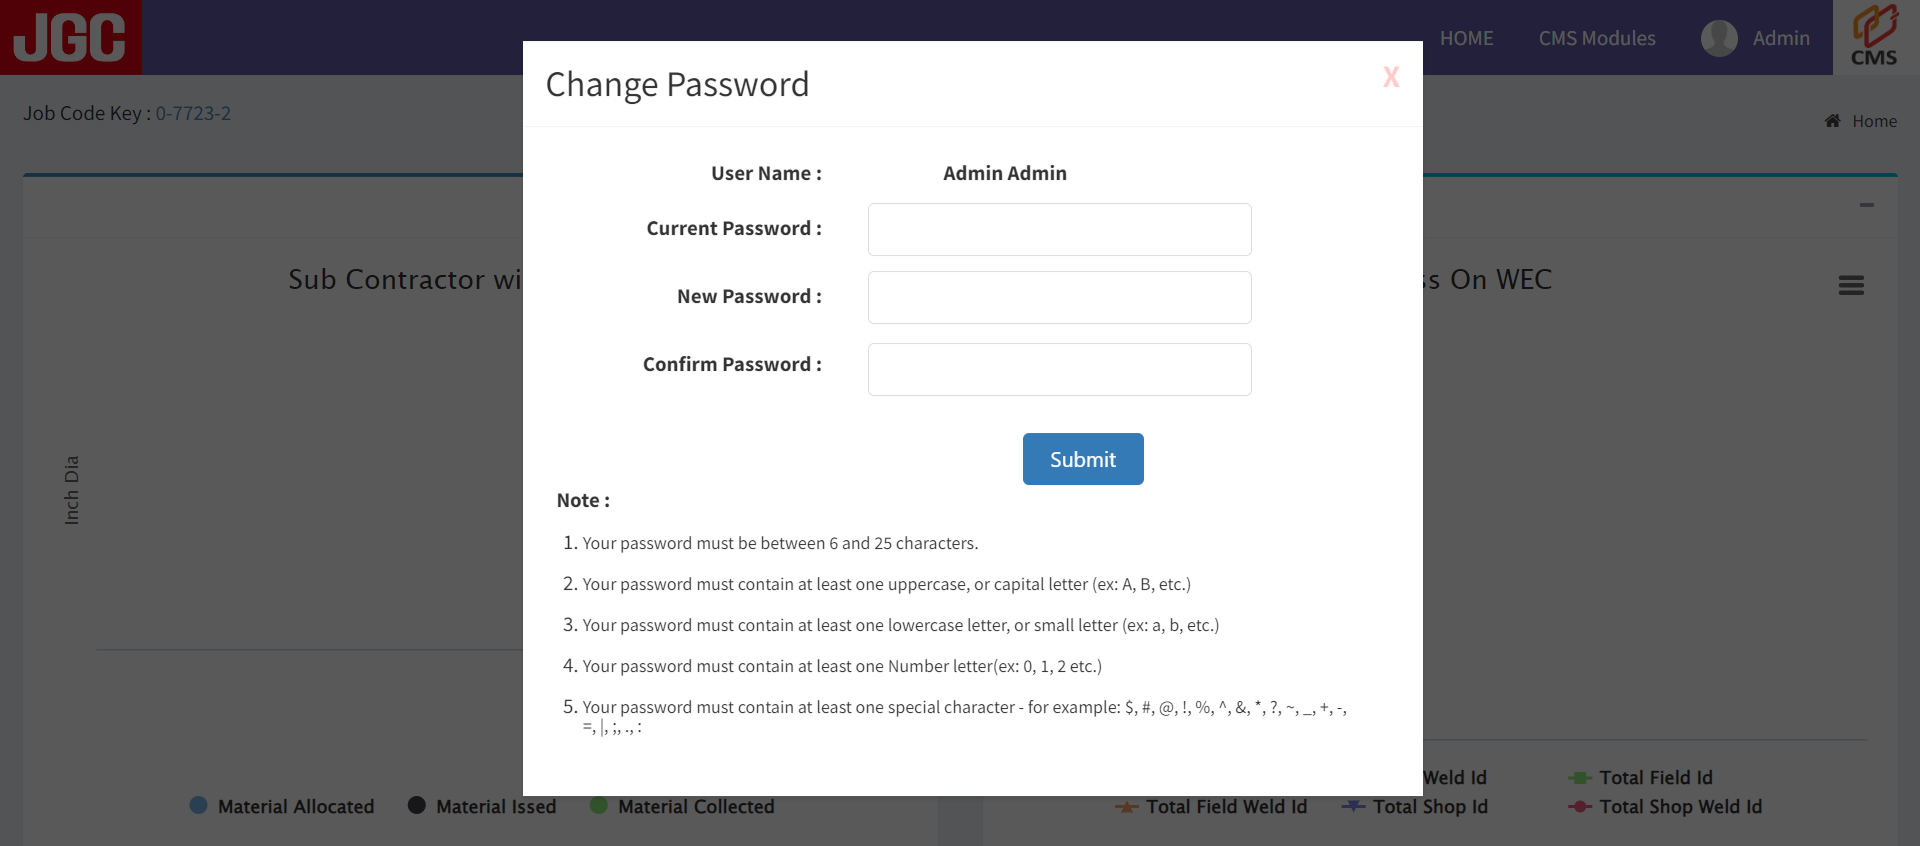 JGC
HOME
CMS Modules
Admin
CMS
Job Code Key : 0-7723-2
Home
Change Password
X
User Name :
Admin Admin
Current Password :
New Password :
Confirm Password :
Submit
Note :
1. Your password must be between 6 and 25 characters.
2. Your password must contain at least one uppercase, or capital letter (ex: A, B, etc.)
3. Your password must contain at least one lowercase letter, or small letter (ex: a, b, etc.)
4. Your password must contain at least one Number letter(ex: 0, 1, 2 etc.)
5. Your password must contain at least one special character - for example: $, #, @, !, %, ^, &, *, ?, ~, _, +, -,
=, |, ;, ., :
Sub Contractor wi
s On WEC
Inch Dia
Material Allocated
Material Issed
Material Collected
Weld Id
Total Field Id
Total Field Weld Id
Total Shop Id
Total Shop Weld Id